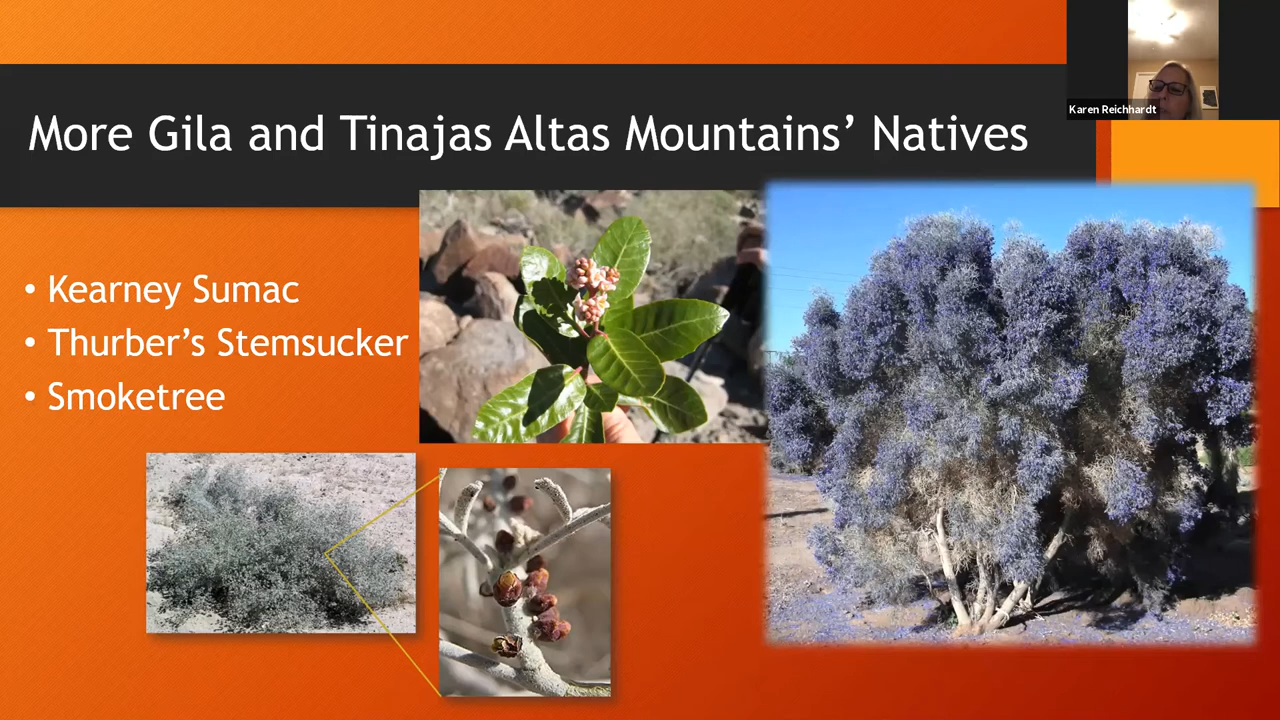 Karen Reichhardt
More Gila and Tinajas Altas Mountains’ Natives
• Kearney Sumac
• Thurber’s Stemsucker
• Smoketree